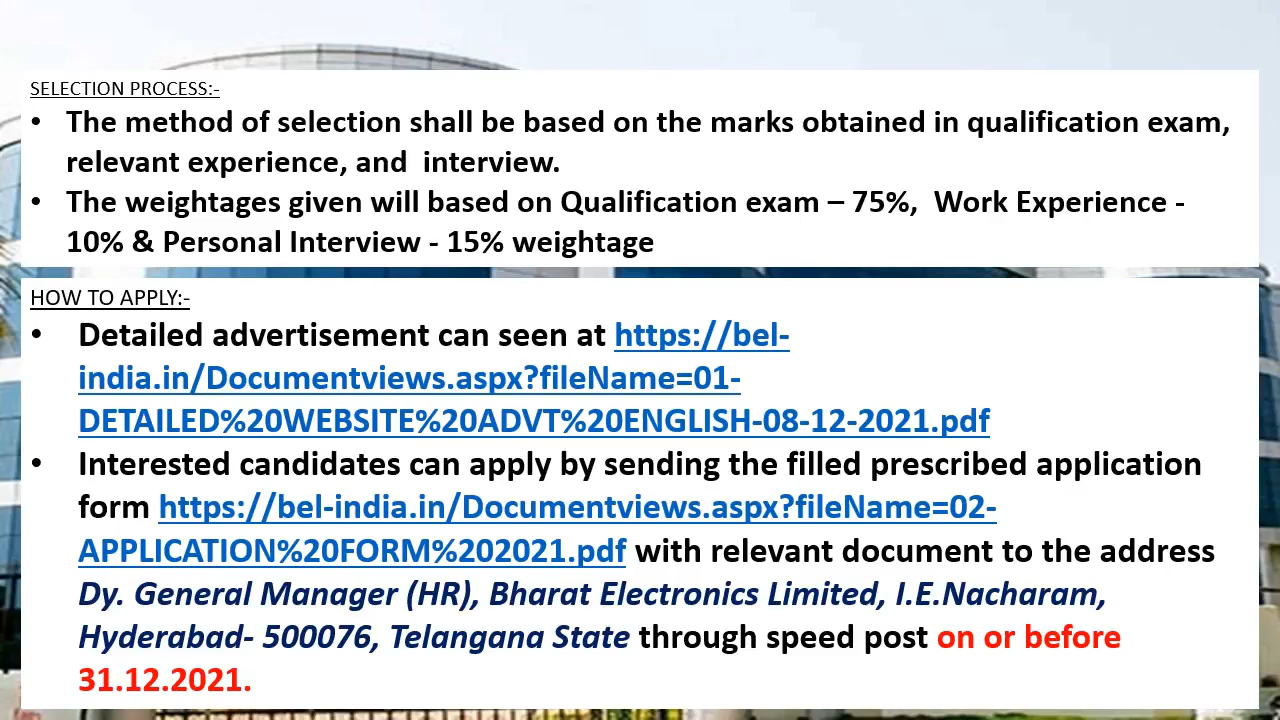 SELECTION PROCESS:-
• The method of selection shall be based on the marks obtained in qualification exam,
relevant experience, and  interview.
• The weightages given will based on Qualification exam – 75%,  Work Experience -
10% & Personal Interview - 15% weightage
HOW TO APPLY:-
• Detailed advertisement can seen at https://bel-
india.in/Documentviews.aspx?fileName=01-
DETAILED%20WEBSITE%20ADVT%20ENGLISH-08-12-2021.pdf
• Interested candidates can apply by sending the filled prescribed application
form https://bel-india.in/Documentviews.aspx?fileName=02-
APPLICATION%20FORM%202021.pdf with relevant document to the address
Dy. General Manager (HR), Bharat Electronics Limited, I.E.Nacharam,
Hyderabad- 500076, Telangana State through speed post on or before
31.12.2021.